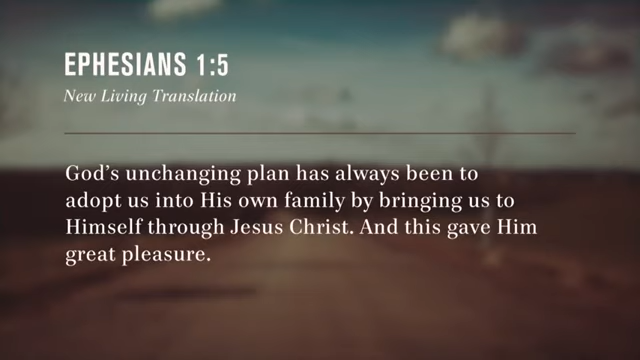 EPHESIANS 1:5
New Living Translation
God’s unchanging plan has always been to
adopt us into His own family by bringing us to
Himself through Jesus Christ. And this gave Him
great pleasure.